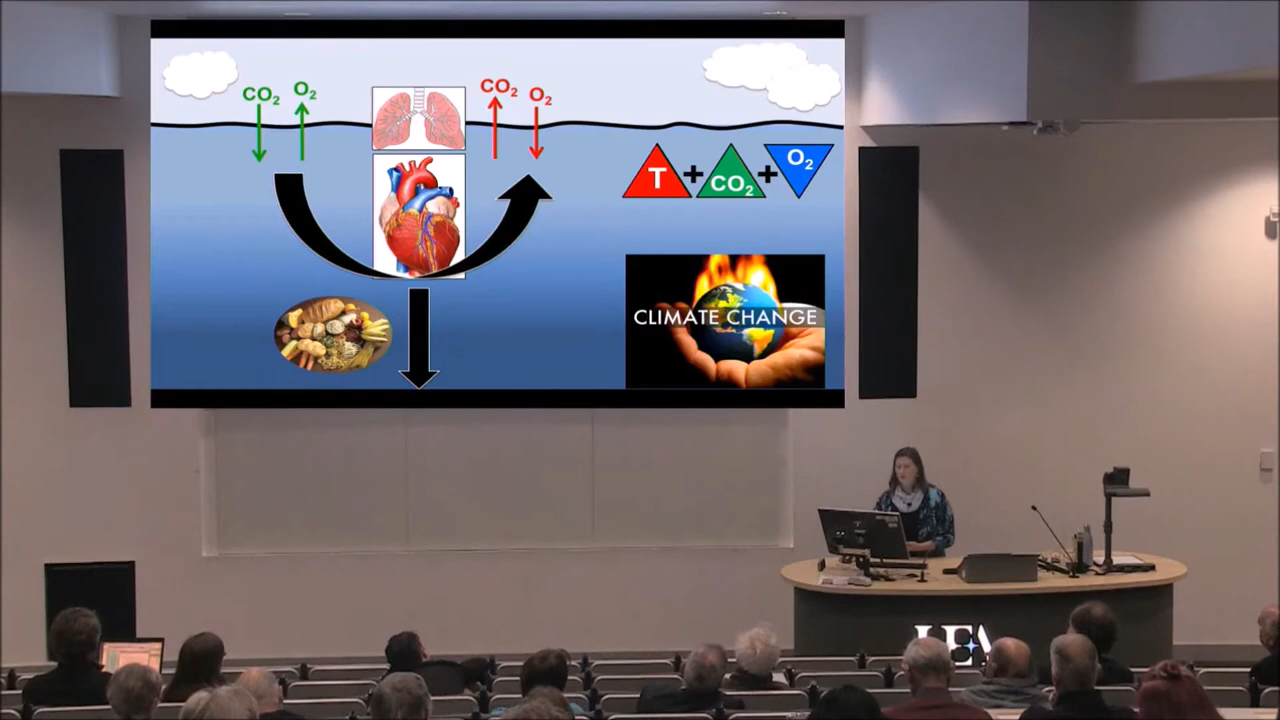 CO₂ O₂
CO₂ O₂
T + CO₂ + O₂
CLIMATE CHANGE
UEA